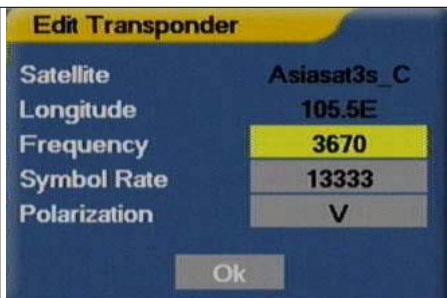 Edit Transponder
Satellite Asiasat3s_C
Longitude 105.5E
Frequency 3670
Symbol Rate 13333
Polarization V
Ok